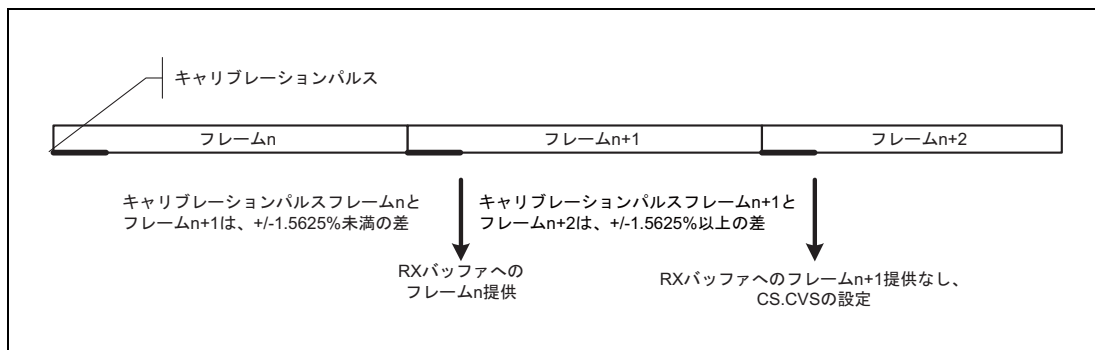 キャリブレーションパルス
フレームn
フレームn+1
フレームn+2
キャリブレーションパルスフレームnと
フレームn+1は、+/-1.5625%未満の差
キャリブレーションパルスフレームn+1と
フレームn+2は、+/-1.5625%以上の差
RXバッファへの
フレームn提供
RXバッファへのフレームn+1提供なし、
CS.CVSの設定